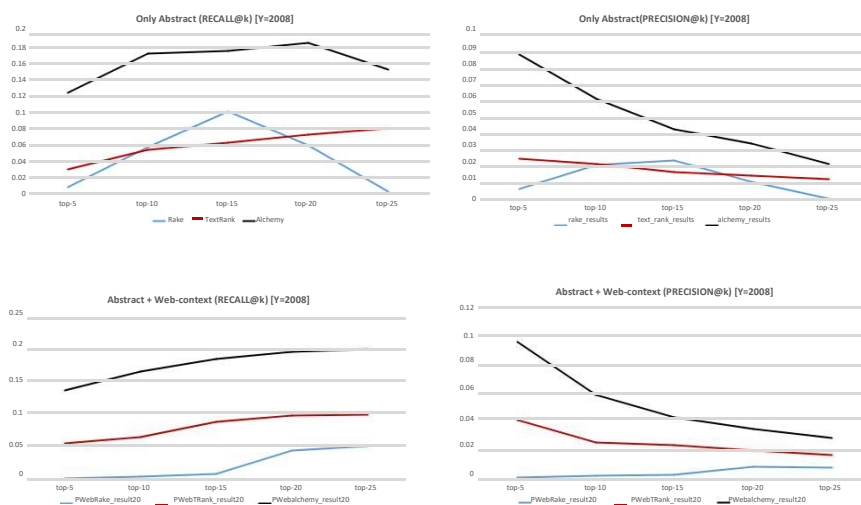 Only Abstract (RECALL@k) [Y=2008]
0.2
0.18
0.16
0.14
0.12
0.1
0.08
0.06
0.04
0.02
0
top-5 top-10 top-15 top-20 top-25
Rake TextRank Alchemy
Only Abstract(PRECISION@k) [Y=2008]
0.1
0.09
0.08
0.07
0.06
0.05
0.04
0.03
0.02
0.01
0
top-5 top-10 top-15 top-20 top-25
rake_results text_rank_results alchemy_results
Abstract + Web-context (RECALL@k) [Y=2008]
0.25
0.2
0.15
0.1
0.05
0
top-5 top-10 top-15 top-20 top-25
PWebRake_result20 PWebTRank_result20 PWebalchemy_result20
Abstract + Web-context (PRECISION@k) [Y=2008]
0.12
0.1
0.08
0.06
0.04
0.02
0
top-5 top-10 top-15 top-20 top-25
PWebRake_result20 PWebTRank_result20 PWebalchemy_result20